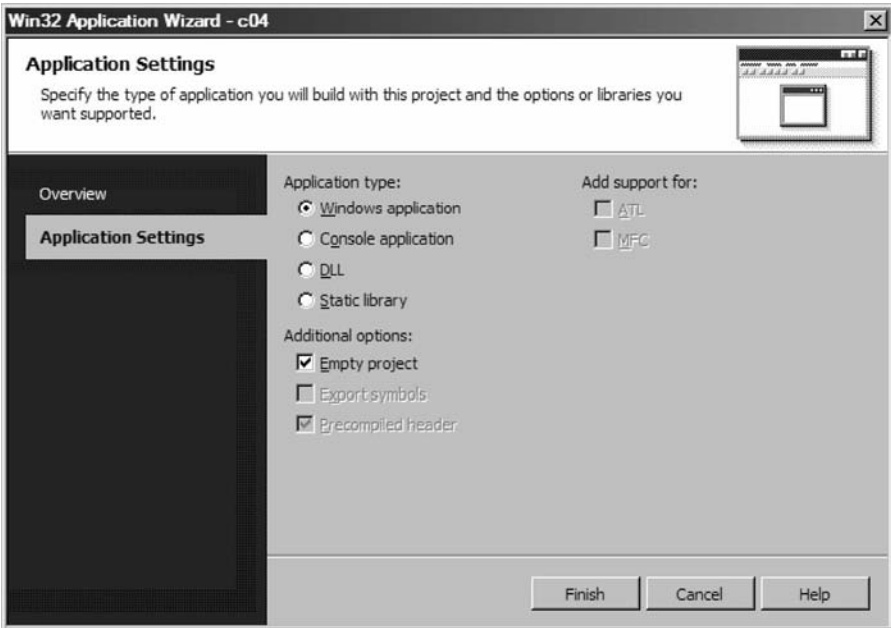 Win32 Application Wizard - c04
Application Settings
Specify the type of application you will build with this project and the options or libraries you
want supported.
Overview
Application Settings
Application type:
Windows application
Console application
DLL
Static library
Additional options:
Empty project
Export symbols
Precompiled header
Add support for:
ATL
MFC
Finish
Cancel
Help